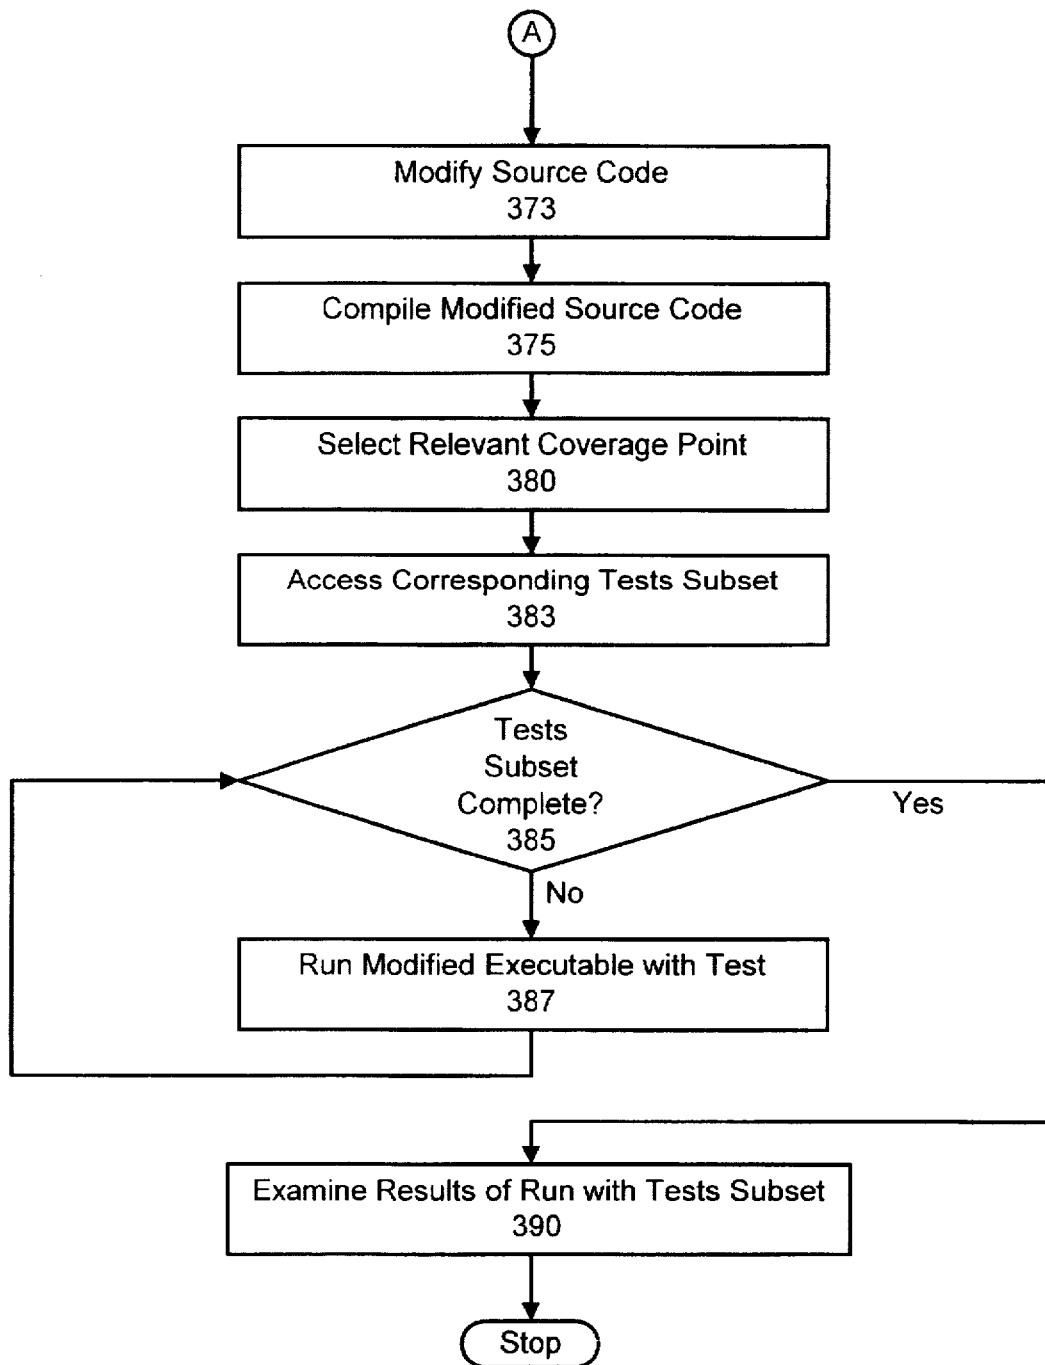 A
Modify Source Code
373
Compile Modified Source Code
375
Select Relevant Coverage Point
380
Access Corresponding Tests Subset
383
Tests
Subset
Complete?
385
Yes
No
Run Modified Executable with Test
387
Examine Results of Run with Tests Subset
390
Stop